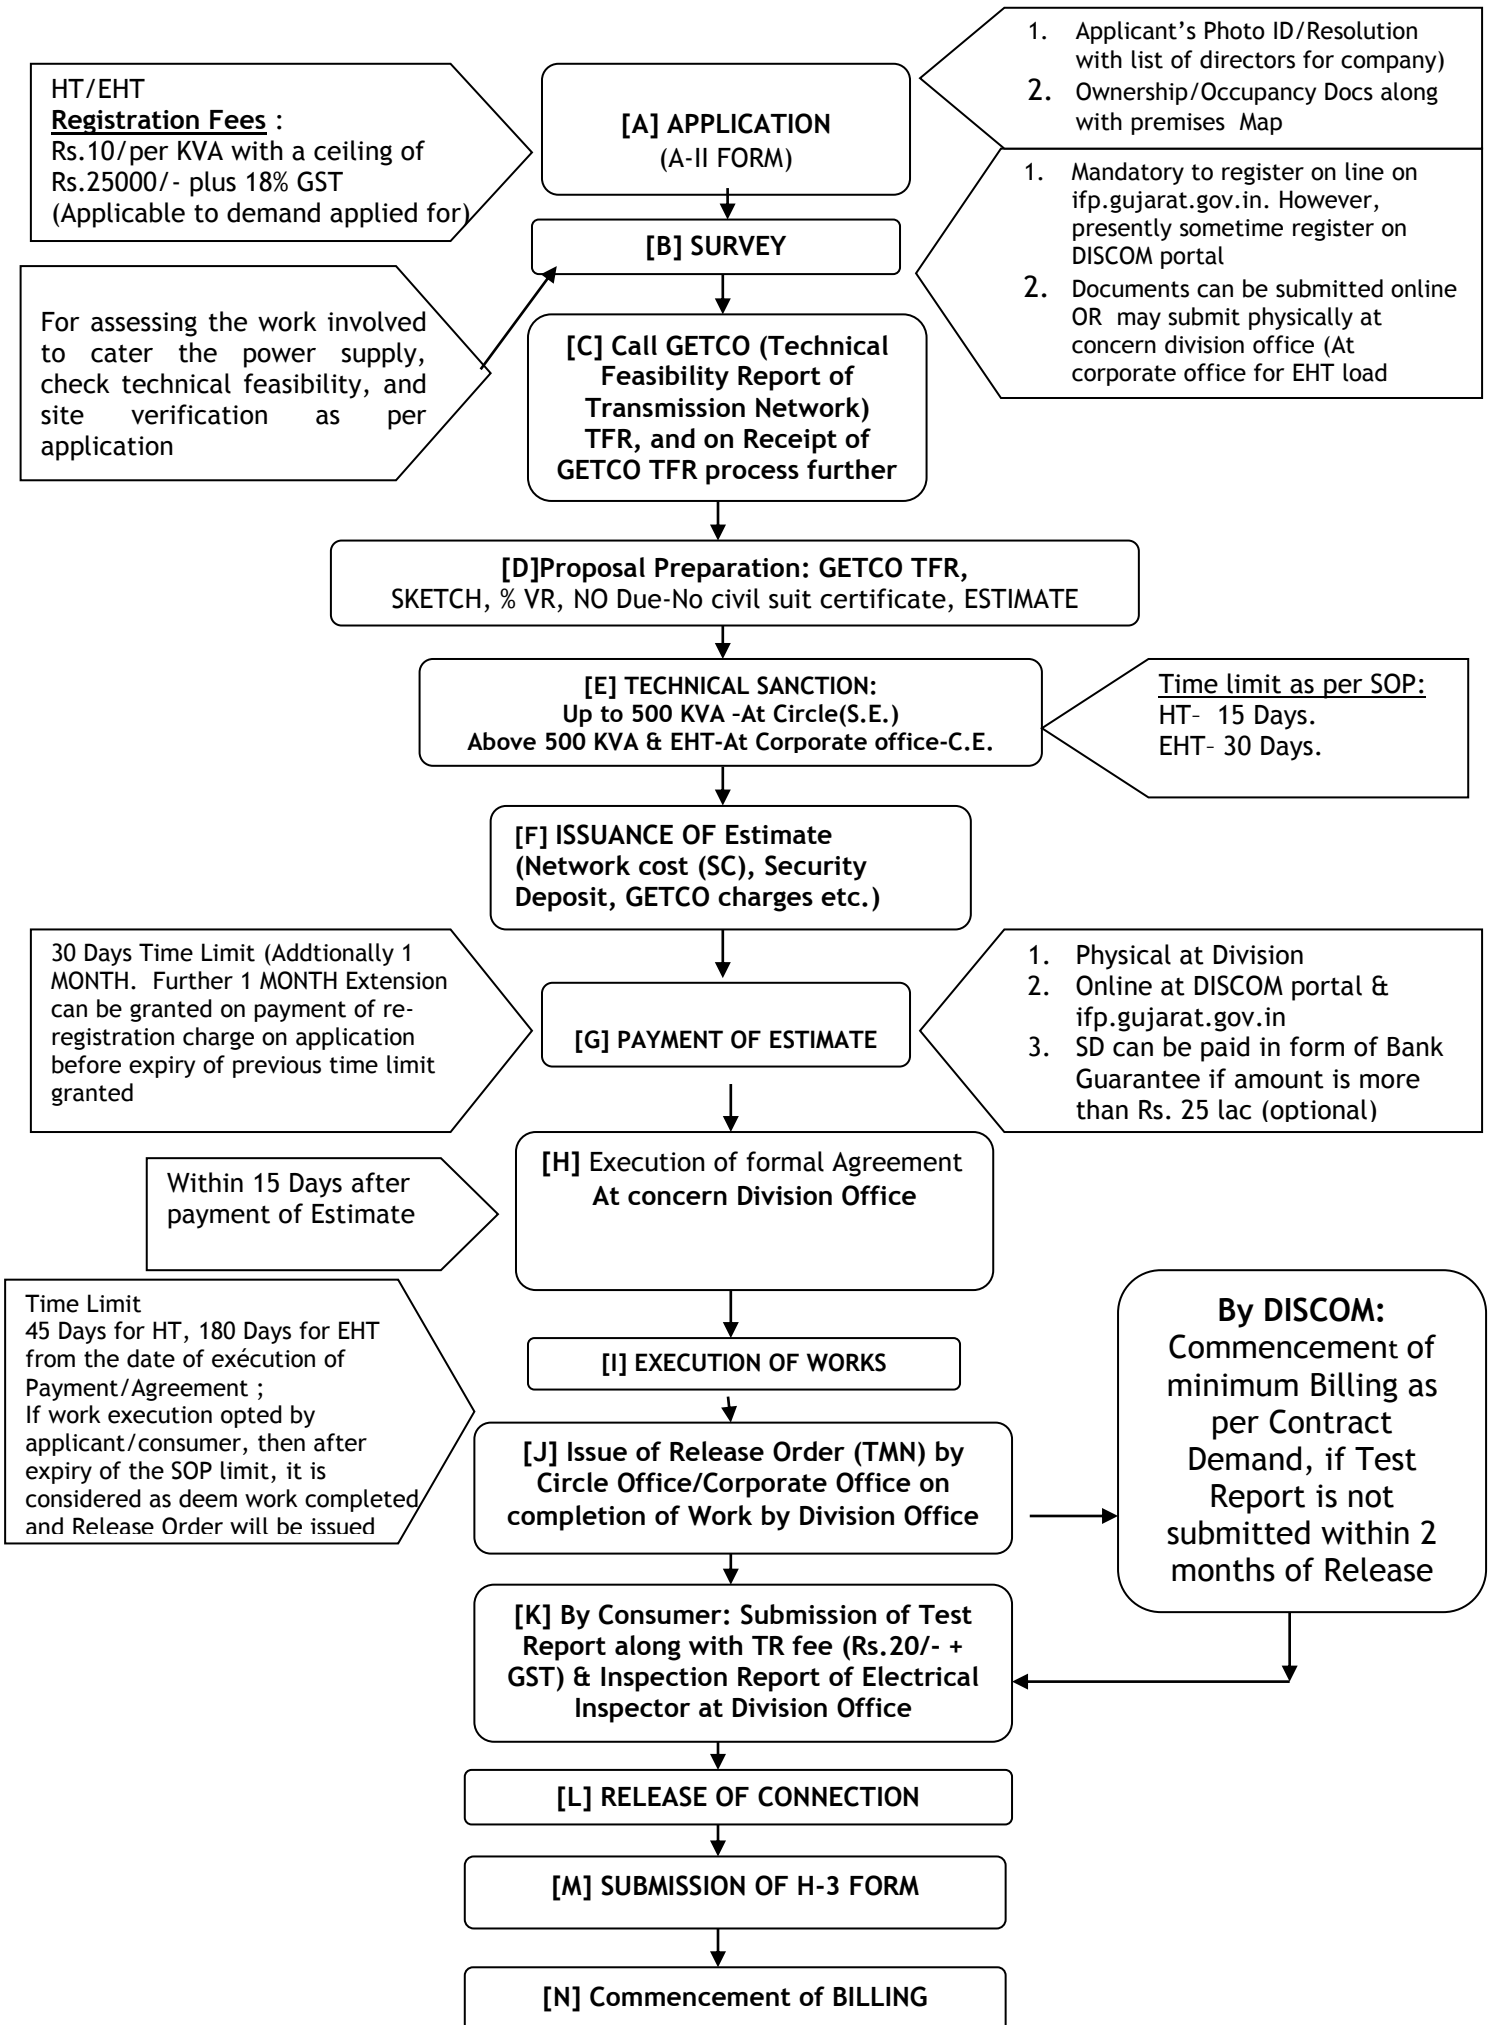 HT/EHT
Registration Fees :
Rs.10/per KVA with a ceiling of
Rs.25000/- plus 18% GST
(Applicable to demand applied for)
[A] APPLICATION
(A-II FORM)
1. Applicant’s Photo ID/Resolution
with list of directors for company)
2. Ownership/Occupancy Docs along
with premises Map
1. Mandatory to register on line on
ifp.gujarat.gov.in. However,
presently sometime register on
DISCOM portal
2. Documents can be submitted online
OR may submit physically at
concern division office (At
corporate office for EHT load
[B] SURVEY
For assessing the work involved
to cater the power supply,
check technical feasibility, and
site verification as per
application
[C] Call GETCO (Technical
Feasibility Report of
Transmission Network)
TFR, and on Receipt of
GETCO TFR process further
[D]Proposal Preparation: GETCO TFR,
SKETCH, % VR, NO Due-No civil suit certificate, ESTIMATE
[E] TECHNICAL SANCTION:
Up to 500 KVA –At Circle(S.E.)
Above 500 KVA & EHT-At Corporate office-C.E.
Time limit as per SOP:
HT– 15 Days.
EHT– 30 Days.
[F] ISSUANCE OF Estimate
(Network cost (SC), Security
Deposit, GETCO charges etc.)
30 Days Time Limit (Addtionally 1
MONTH. Further 1 MONTH Extension
can be granted on payment of re-
registration charge on application
before expiry of previous time limit
granted
[G] PAYMENT OF ESTIMATE
1. Physical at Division
2. Online at DISCOM portal &
ifp.gujarat.gov.in
3. SD can be paid in form of Bank
Guarantee if amount is more
than Rs. 25 lac (optional)
[H] Execution of formal Agreement
At concern Division Office
Within 15 Days after
payment of Estimate
Time Limit
45 Days for HT, 180 Days for EHT
from the date of exécution of
Payment/Agreement ;
If work execution opted by
applicant/consumer, then after
expiry of the SOP limit, it is
considered as deem work completed
and Release Order will be issued
[I] EXECUTION OF WORKS
[J] Issue of Release Order (TMN) by
Circle Office/Corporate Office on
completion of Work by Division Office
By DISCOM:
Commencement of
minimum Billing as
per Contract
Demand, if Test
Report is not
submitted within 2
months of Release
[K] By Consumer: Submission of Test
Report along with TR fee (Rs.20/- +
GST) & Inspection Report of Electrical
Inspector at Division Office
[L] RELEASE OF CONNECTION
[M] SUBMISSION OF H-3 FORM
[N] Commencement of BILLING